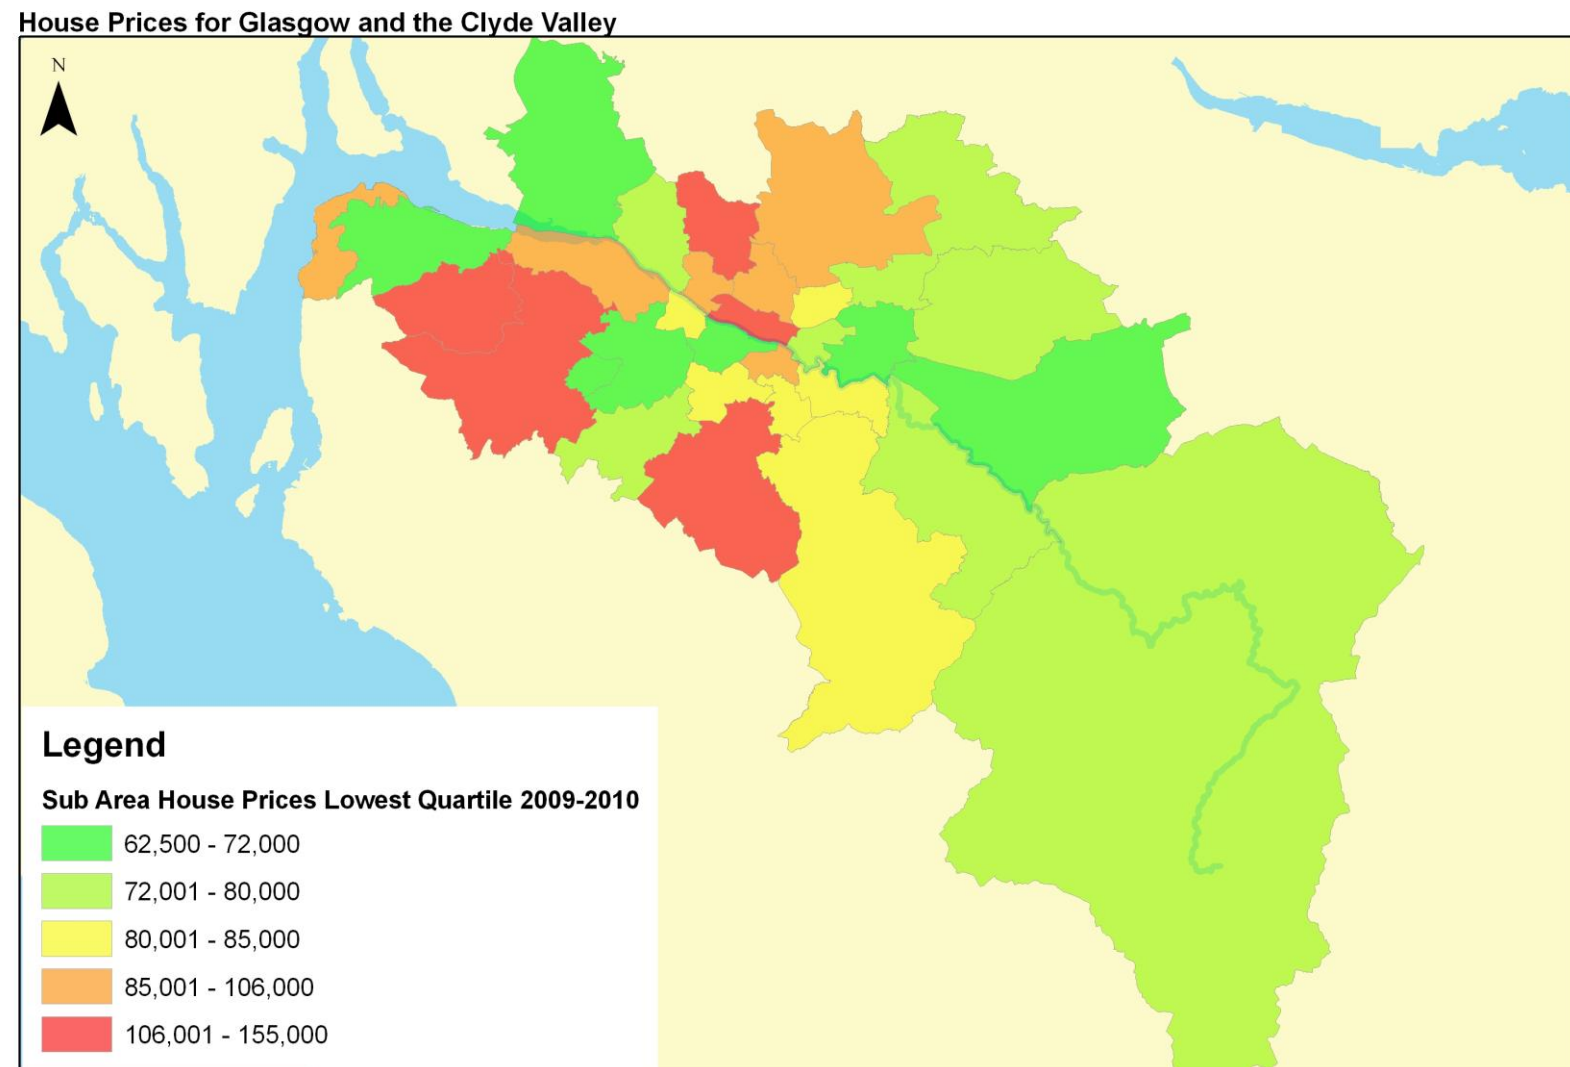 House Prices for Glasgow and the Clyde Valley
N
Legend
Sub Area House Prices Lowest Quartile 2009-2010
62,500 - 72,000
72,001 - 80,000
80,001 - 85,000
85,001 - 106,000
106,001 - 155,000